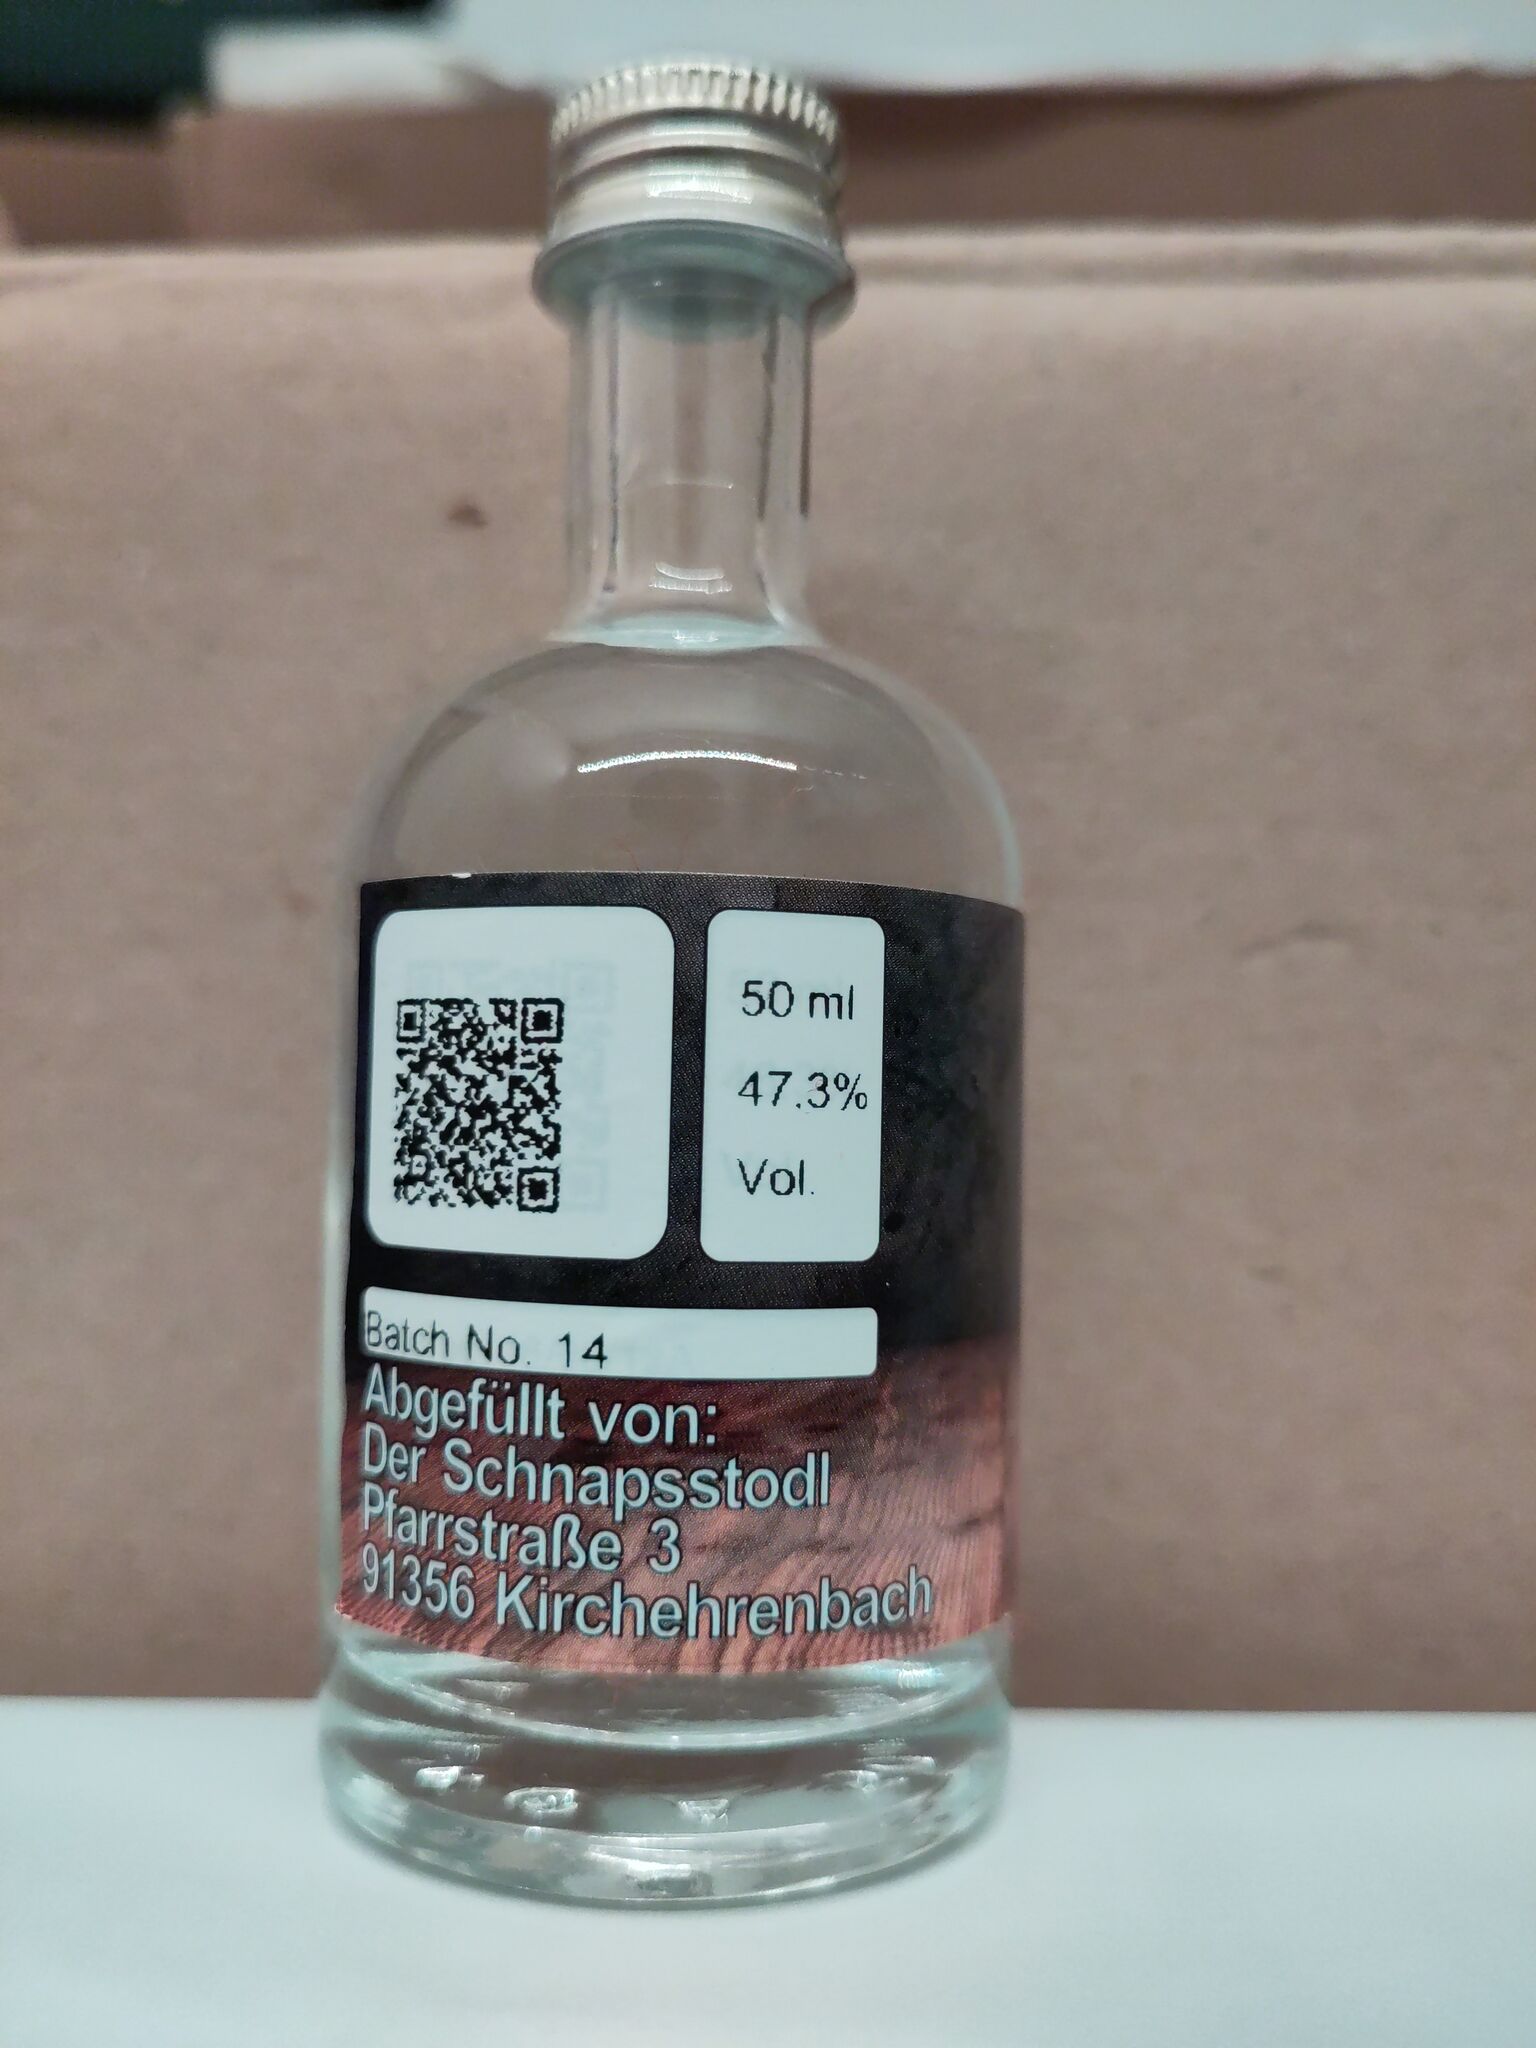 50 ml
47.3%
Vol.
Batch No. 14
Abgefüllt von:
Der Schnapsstodl
Pfarrstraße 3
91356 Kirchehrenbach